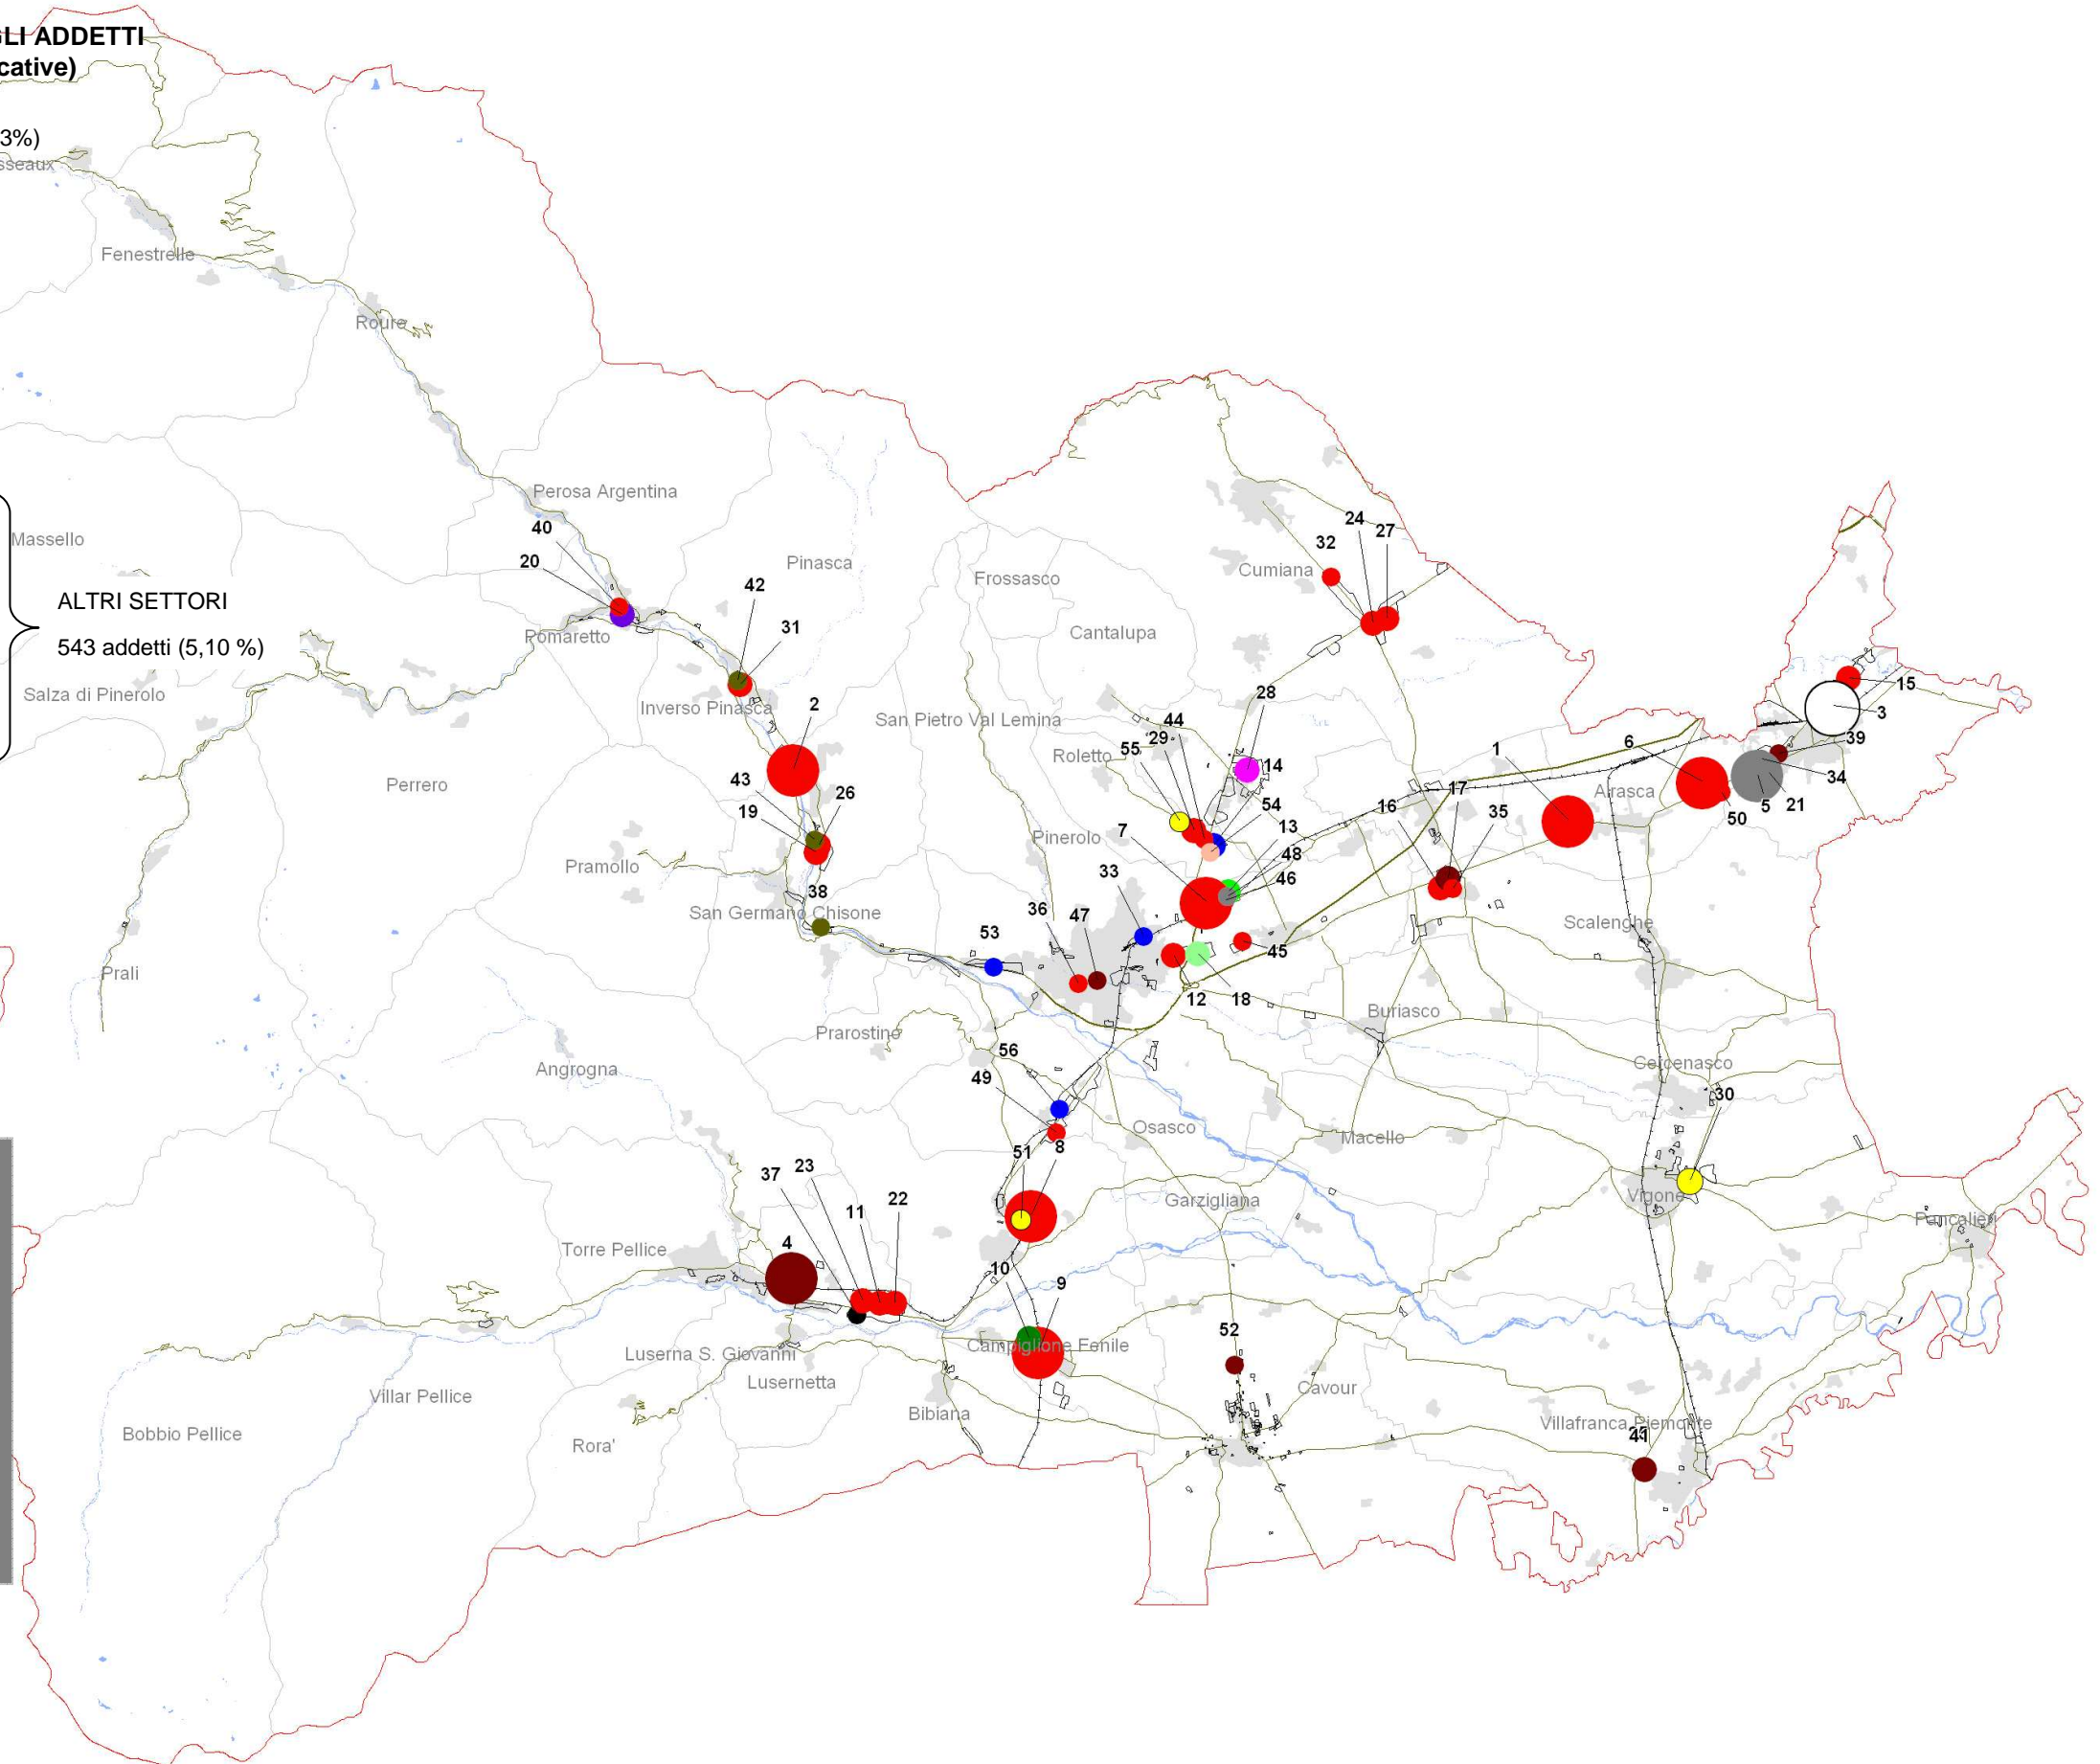 GLI ADDETTI
cative)
3%)
sseaux
Fenestrelle
Roure
Perosa Argentina
40
Massello
20
Pinasca
42
ALTRI SETTORI
31
543 addetti (5,10 %)
Pomaretto
Salza di Pinerolo
Inverso Pinasca
2
Perrero
43
26
19
Pramollo
38
San Germano Chisone
Prali
Angrogna
24
27
32
Cumiana
Frossasco
Cantalupa
28
San Pietro Val Lemina
44
29
55
Roletto
14
54
7
Pinerolo
13
48
46
33
36
47
53
45
12
18
1
6
15
3
39
34
5
21
50
Airasca
17
16
35
Scalenghe
Buriasco
Cercenasco
30
Prarostino
56
49
Osasco
Macello
51
8
Garzigliana
Vigone
Pancalieri
37
23
11
22
Torre Pellice
4
10
9
Campiglione Fenile
52
Luserna S. Giovanni
Lusernetta
Cavour
Villar Pellice
Bibiana
Villafranca Piemonte
41
Bobbio Pellice
Rora'